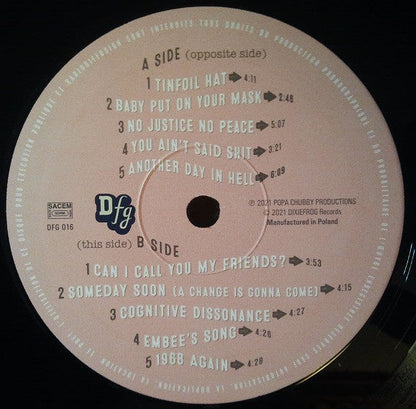 A SIDE (opposite side)
1 TINFOIL HAT 4:11
2 BABY PUT ON YOUR MASK 2:46
3 NO JUSTICE NO PEACE 5:07
4 YOU AIN'T SAID SHIT 3:21
5 ANOTHER DAY IN HELL 6:09
SACEM
DFG 016
Dfg
℗ 2021 POPA CHUBBY PRODUCTIONS
© 2021 DIXIEFROG Records
Manufactured in Poland
(this side) B SIDE
1 CAN I CALL YOU MY FRIENDS? 3:53
2 SOMEDAY SOON (A CHANGE IS GONNA COME) 4:15
3 COGNITIVE DISSONANCE 4:27
4 EMBEE'S SONG 4:26
5 1968 AGAIN 4:28